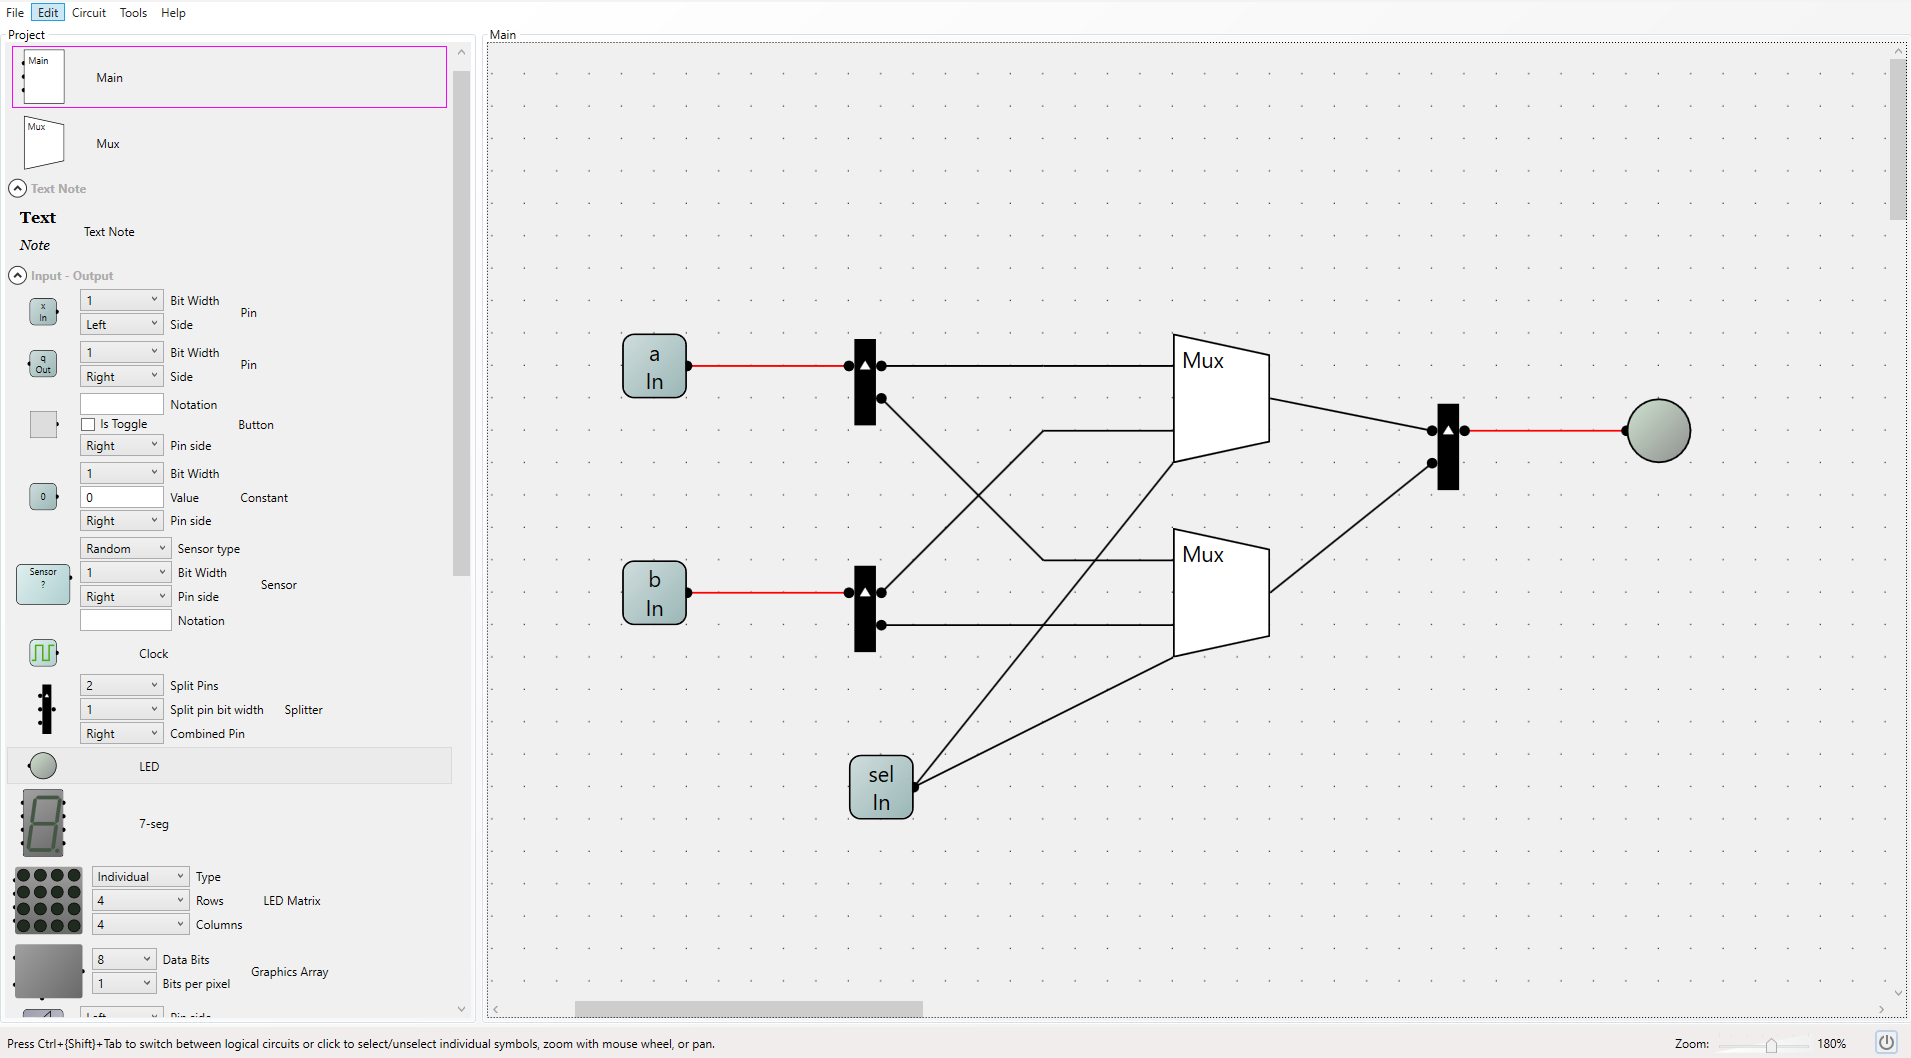 File Edit Circuit Tools Help
Project
Main
Main
Mux
Mux
Text Note
Text
Note
Text Note
Input - Output
x
In
1
Bit Width
Left
Side
Pin
q
Out
1
Bit Width
Right
Side
Pin
Notation
Is Toggle
Right
Pin side
Button
0
1
Bit Width
0
Value
Right
Pin side
Constant
Sensor
?
Random
Sensor type
1
Bit Width
Right
Pin side
Notation
Sensor
Clock
2
Split Pins
1
Split pin bit width
Right
Combined Pin
Splitter
LED
7-seg
Individual
Type
4
Rows
4
Columns
LED Matrix
8
Data Bits
1
Bits per pixel
Graphics Array
Left
Pin side
Main
a
In
b
In
sel
In
Mux
Mux
Press Ctrl+{Shift}+Tab to switch between logical circuits or click to select/unselect individual symbols, zoom with mouse wheel, or pan.
Zoom:
180%